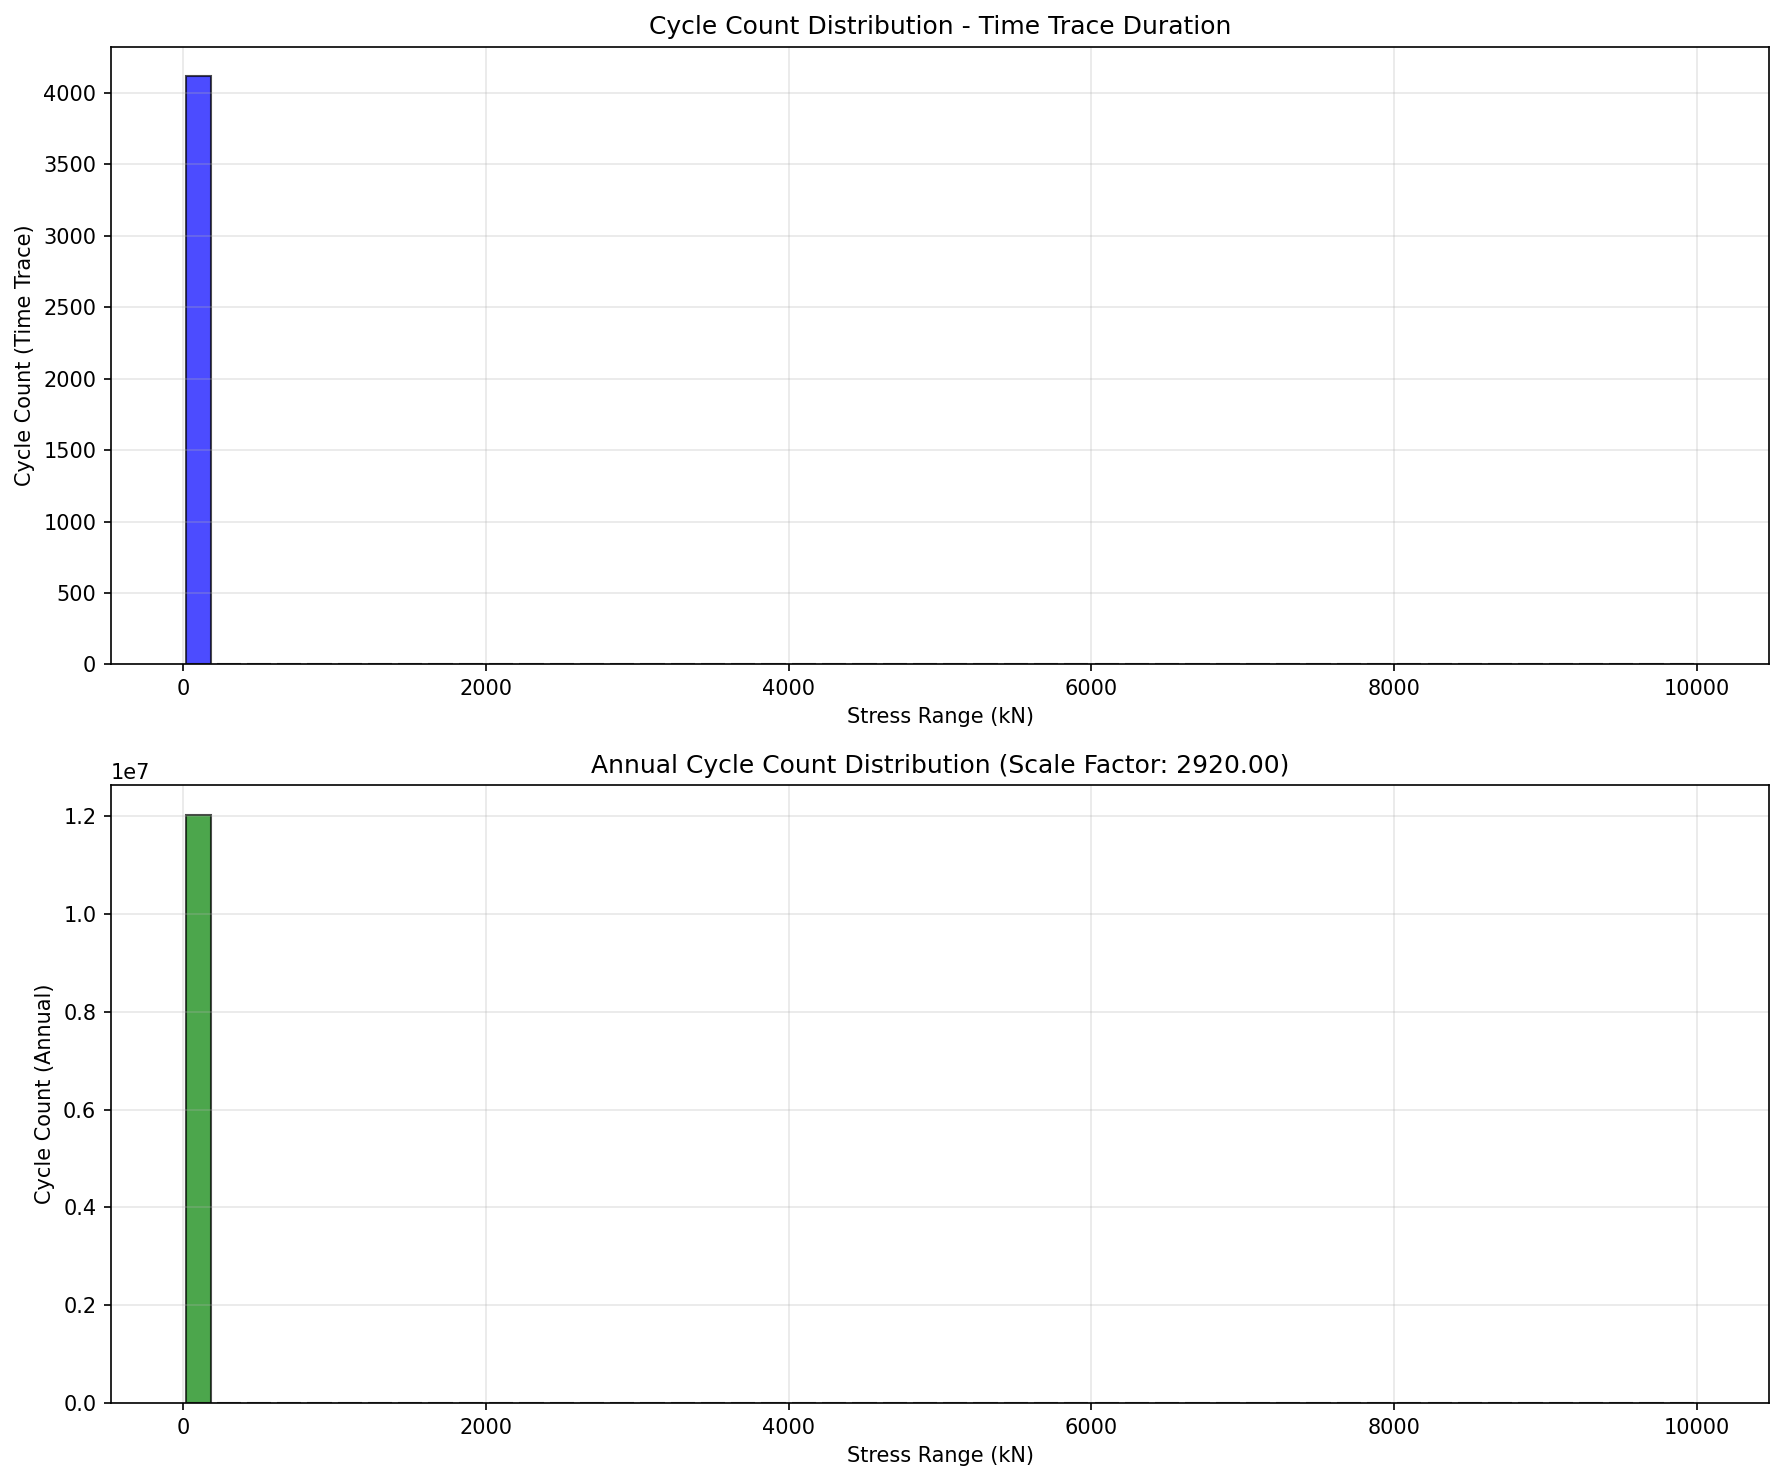 Cycle Count Distribution - Time Trace Duration
Cycle Count (Time Trace)
4000
3500
3000
2500
2000
1500
1000
500
0
0 2000 4000 6000 8000 10000
Stress Range (kN)
Annual Cycle Count Distribution (Scale Factor: 2920.00)
1e7
Cycle Count (Annual)
1.2
1.0
0.8
0.6
0.4
0.2
0.0
0 2000 4000 6000 8000 10000
Stress Range (kN)